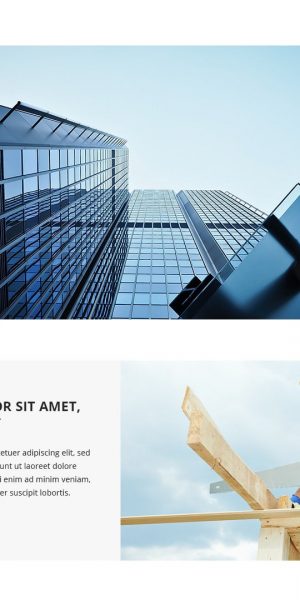 OR SIT AMET,
etuer adipiscing elit, sed
unt ut laoreet dolore
i enim ad minim veniam,
er suscipit lobortis.